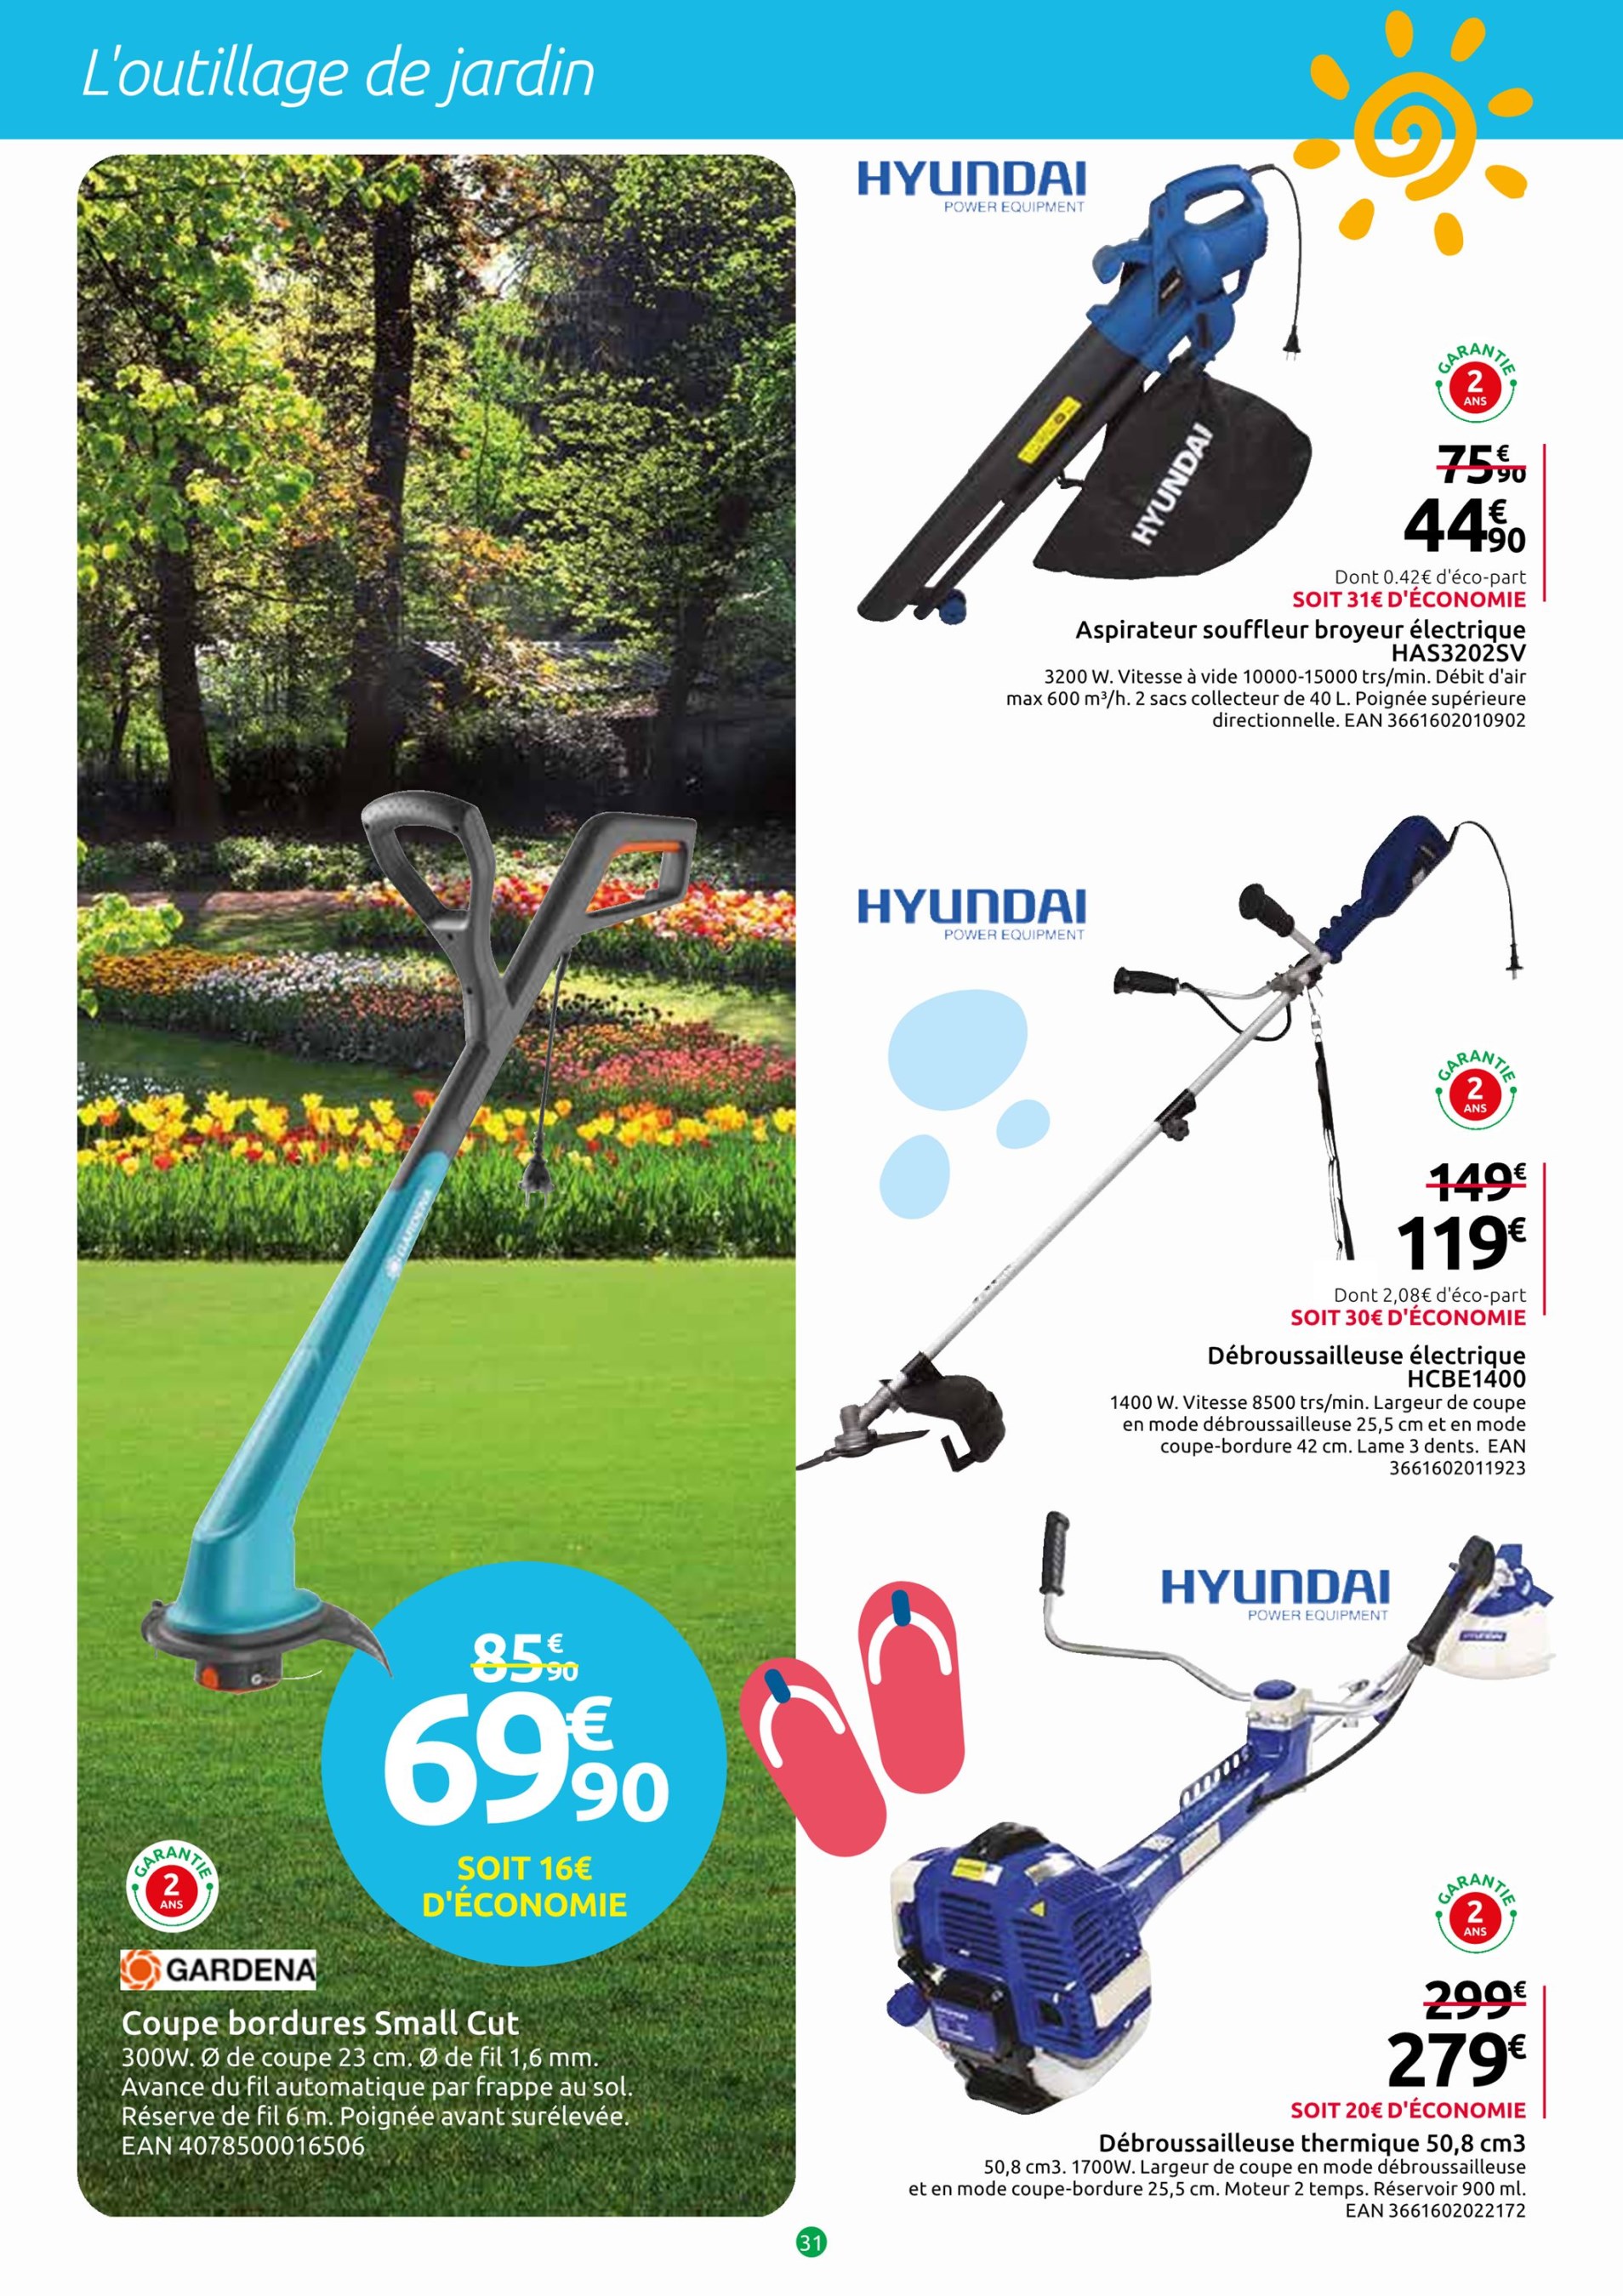 L'outillage de jardin
HYUNDAI
POWER EQUIPMENT
HYUNDAI
GARANTIE
2
ANS
75€90
44€90
Dont 0.42€ d'éco-part
SOIT 31€ D'ÉCONOMIE
Aspirateur souffleur broyeur électrique
HAS3202SV
3200 W. Vitesse à vide 10000-15000 trs/min. Débit d'air
max 600 m³/h. 2 sacs collecteur de 40 L. Poignée supérieure
directionnelle. EAN 3661602010902
HYUNDAI
POWER EQUIPMENT
GARANTIE
2
ANS
149€
119€
Dont 2,08€ d'éco-part
SOIT 30€ D'ÉCONOMIE
Débroussailleuse électrique
HCBE1400
1400 W. Vitesse 8500 trs/min. Largeur de coupe
en mode débroussailleuse 25,5 cm et en mode
coupe-bordure 42 cm. Lame 3 dents. EAN
3661602011923
HYUNDAI
POWER EQUIPMENT
HYUNDAI
GARANTIE
2
ANS
299€
279€
SOIT 20€ D'ÉCONOMIE
Débroussailleuse thermique 50,8 cm3
50,8 cm3. 1700W. Largeur de coupe en mode débroussailleuse
et en mode coupe-bordure 25,5 cm. Moteur 2 temps. Réservoir 900 ml.
EAN 3661602022172
GARDENA
85€90
69€90
SOIT 16€
D'ÉCONOMIE
GARANTIE
2
ANS
GARDENA
Coupe bordures Small Cut
300W. Ø de coupe 23 cm. Ø de fil 1,6 mm.
Avance du fil automatique par frappe au sol.
Réserve de fil 6 m. Poignée avant surélevée.
EAN 4078500016506
31